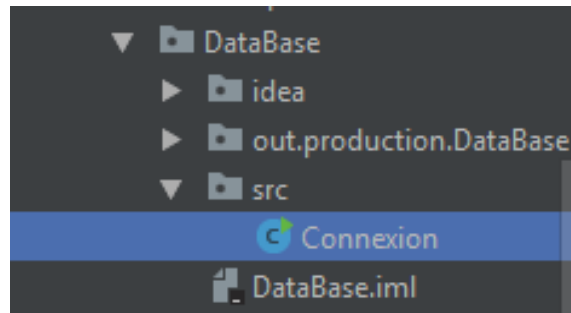 DataBase
idea
out.production.DataBase
src
C Connexion
DataBase.iml